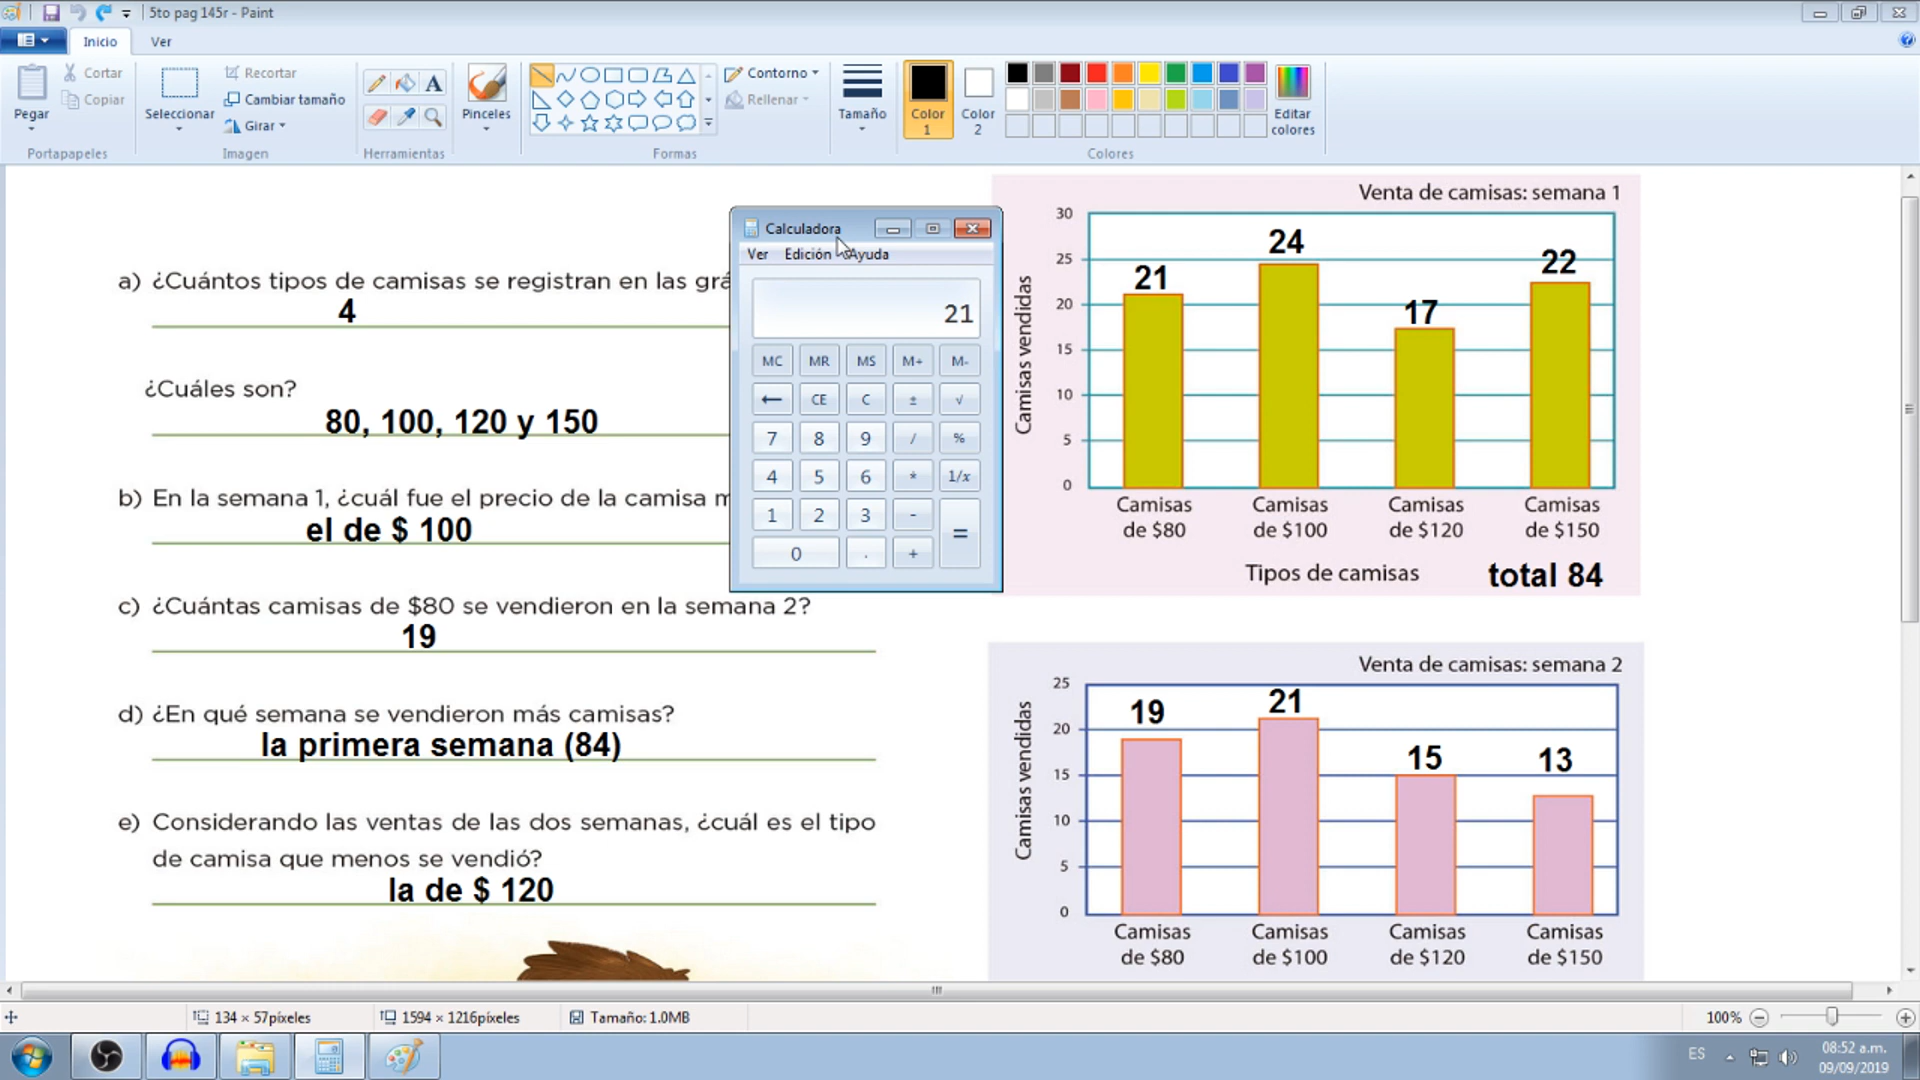 5to pag 145r - Paint
Inicio
Ver
Pegar
Cortar
Copiar
Portapapeles
Seleccionar
Recortar
Cambiar tamaño
Girar
Imagen
A
Herramientas
Pinceles
Contorno
Rellenar
Formas
Tamaño
Color
1
Color
2
Editar
colores
Colores
a) ¿Cuántos tipos de camisas se registran en las grá
4
¿Cuáles son?
80, 100, 120 y 150
b) En la semana 1, ¿cuál fue el precio de la camisa m
el de $ 100
c) ¿Cuántas camisas de $80 se vendieron en la semana 2?
19
d) ¿En qué semana se vendieron más camisas?
la primera semana (84)
e) Considerando las ventas de las dos semanas, ¿cuál es el tipo
de camisa que menos se vendió?
la de $ 120
Calculadora
Ver Edición Ayuda
21
MC MR MS M+ M-
← CE C ± √
7 8 9 / %
4 5 6 * 1/x
1 2 3 - =
0 . +
Venta de camisas: semana 1
Camisas vendidas
30
25
20
15
10
5
0
21
24
17
22
Camisas
de $80
Camisas
de $100
Camisas
de $120
Camisas
de $150
Tipos de camisas
total 84
Venta de camisas: semana 2
Camisas vendidas
25
20
15
10
5
0
19
21
15
13
Camisas
de $80
Camisas
de $100
Camisas
de $120
Camisas
de $150
134 × 57píxeles
1594 × 1216píxeles
Tamaño: 1.0MB
100%
ES
08:52 a.m.
09/09/2019